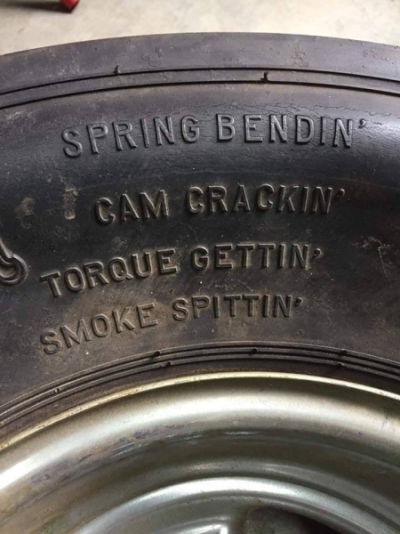 SPRING BENDIN'
CAM CRACKIN'
TORQUE GETTIN'
SMOKE SPITTIN'